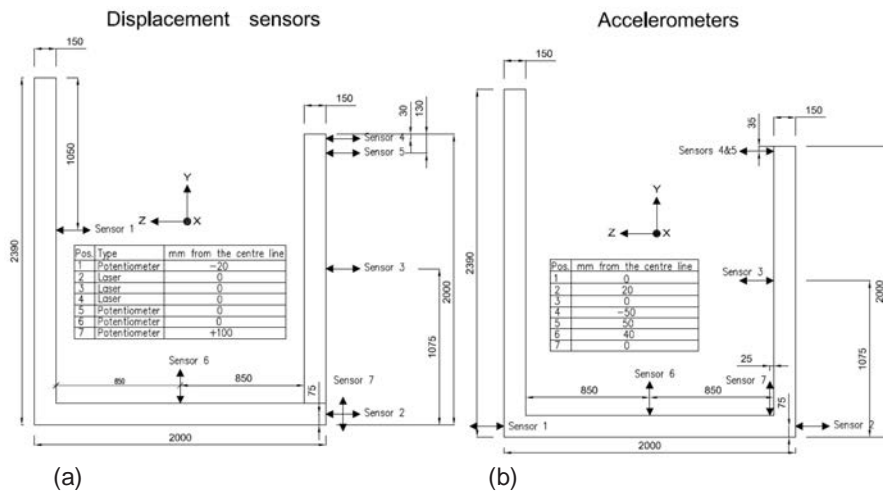 Displacement sensors
150
150
30
130
Sensor 4
Sensor 5
1050
Y
Z
X
Sensor 1
2390
Pos. Type mm from the centre line
1 Potentiometer −20
2 Laser 0
3 Laser 0
4 Laser 0
5 Potentiometer 0
6 Potentiometer 0
7 Potentiometer +100
Sensor 3
2000
1075
Sensor 6
850
850
75
Sensor 7
Sensor 2
2000
(a)
Accelerometers
150
150
35
Sensors 4&5
Y
Z
X
2390
Pos. mm from the centre line
1 0
2 20
3 0
4 −50
5 50
6 40
7 0
Sensor 3
2000
1075
25
Sensor 6
Sensor 7
850
850
75
Sensor 1
Sensor 2
2000
(b)